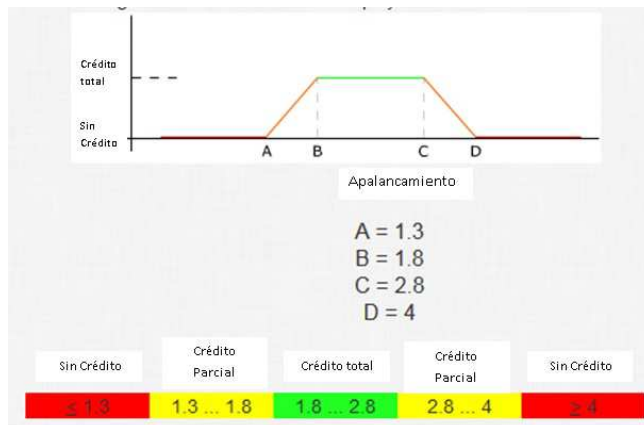 Crédito
total
Sin
Crédito
A B C D
Apalancamiento
A = 1.3
B = 1.8
C = 2.8
D = 4
Sin Crédito
Crédito
Parcial
Crédito total
Crédito
Parcial
Sin Crédito
≤ 1.3 1.3 ... 1.8 1.8 ... 2.8 2.8 ... 4 ≥ 4